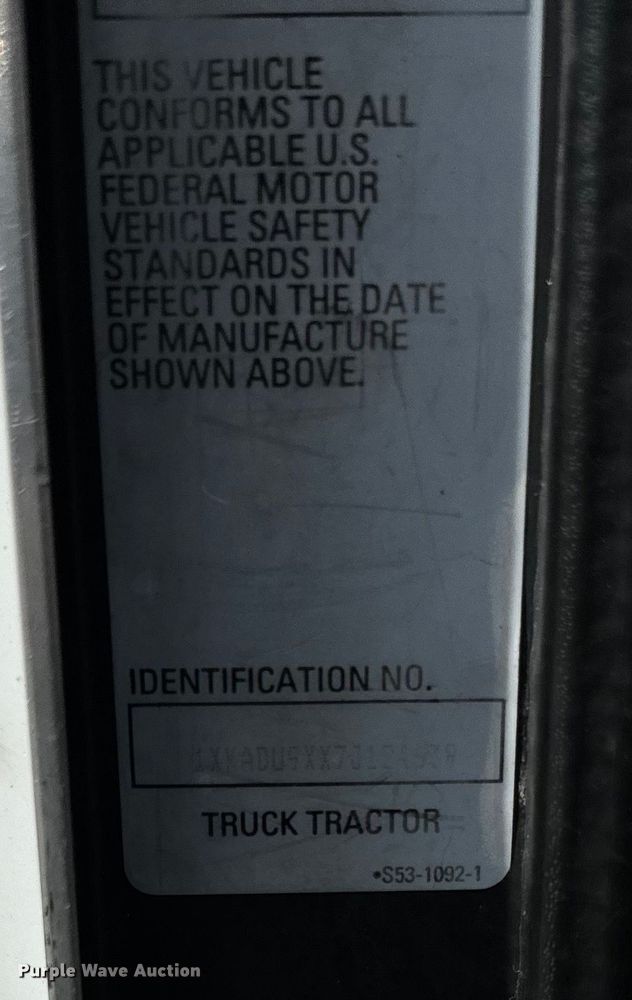 THIS VEHICLE
CONFORMS TO ALL
APPLICABLE U.S.
FEDERAL MOTOR
VEHICLE SAFETY
STANDARDS IN
EFFECT ON THE DATE
OF MANUFACTURE
SHOWN ABOVE.
IDENTIFICATION NO.
TRUCK TRACTOR
•S53-1092-1
Purple Wave Auction